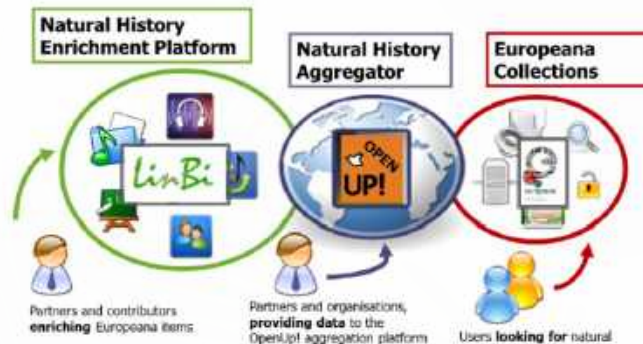 Natural History
Enrichment Platform
Natural History
Aggregator
Europeana
Collections
LinBi
OPEN
UP!
Partners and contributors
enriching Europeana items
Partners and organisations,
providing data to the
OpenUp! aggregation platform
Users looking for natural